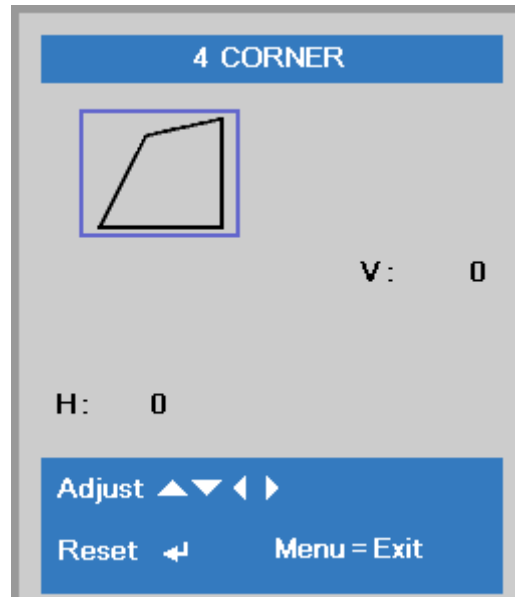 4 CORNER
V: 0
H: 0
Adjust
Reset Menu = Exit